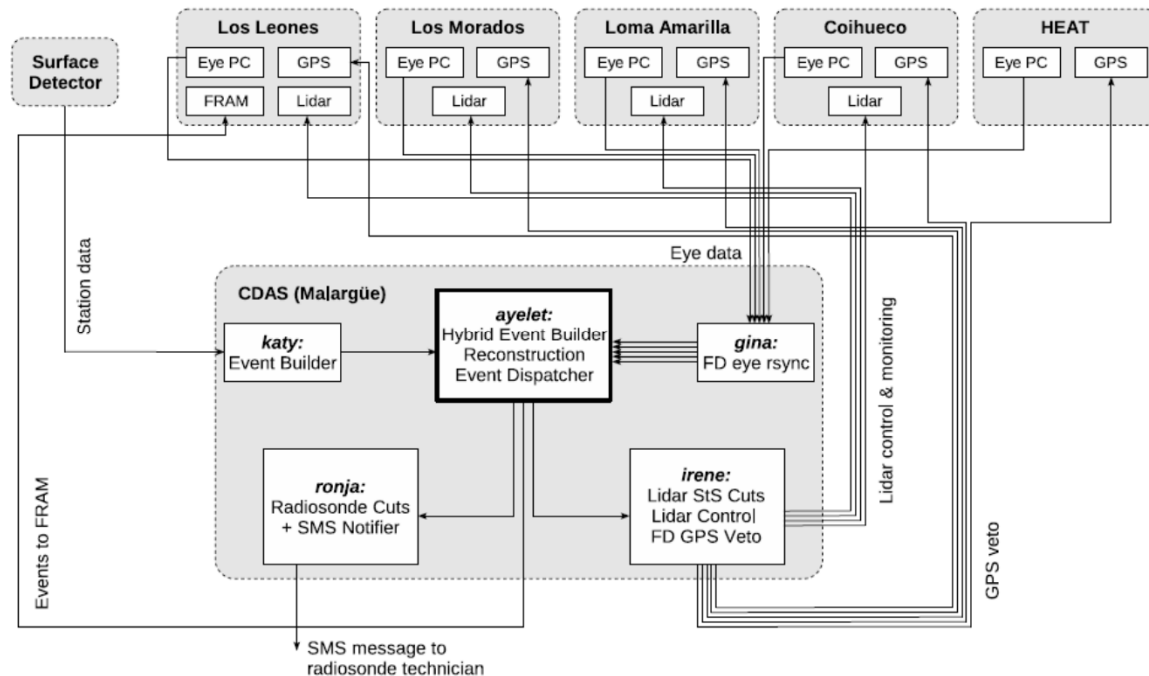 Los Leones
Los Morados
Loma Amarilla
Coihueco
HEAT
Surface
Detector
Eye PC
GPS
FRAM
Lidar
Eye PC
GPS
Lidar
Eye PC
GPS
Lidar
Eye PC
GPS
Lidar
Eye PC
GPS
Station data
Eye data
CDAS (Malargüe)
katy:
Event Builder
ayelet:
Hybrid Event Builder
Reconstruction
Event Dispatcher
gina:
FD eye rsync
Lidar control & monitoring
ronja:
Radiosonde Cuts
+ SMS Notifier
irene:
Lidar StS Cuts
Lidar Control
FD GPS Veto
Events to FRAM
GPS veto
SMS message to
radiosonde technician